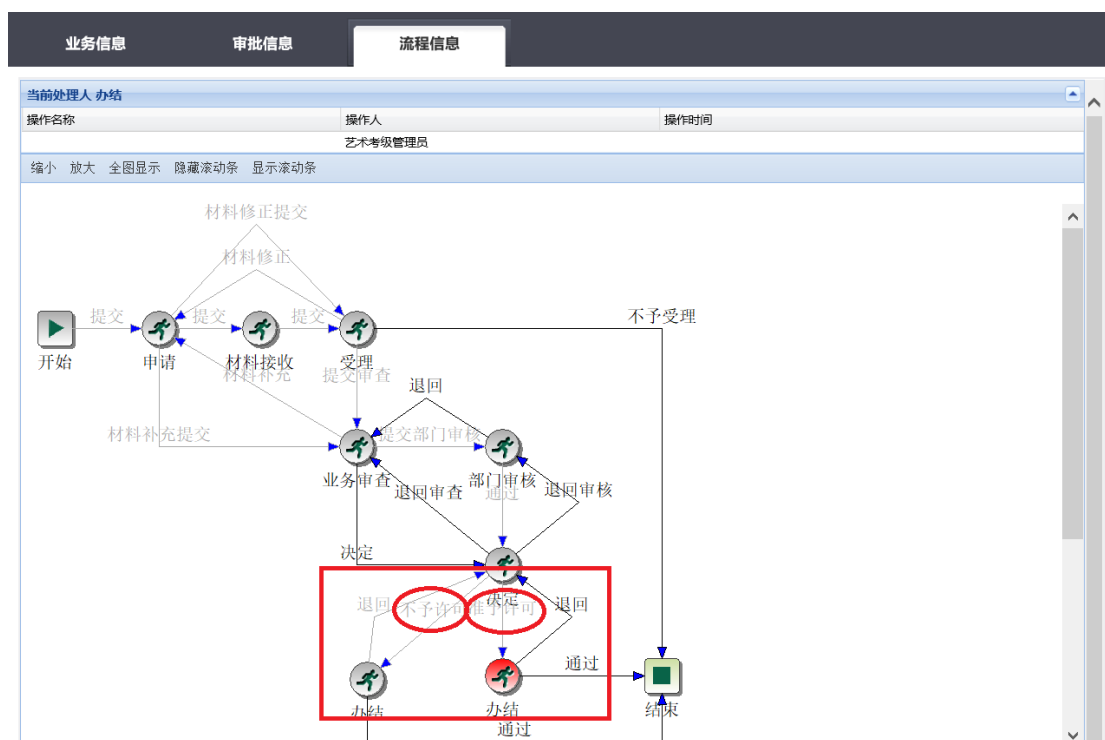 业务信息 审批信息 流程信息
当前处理人 办结
操作名称 操作人 操作时间
艺术考级管理员
缩小 放大 全图显示 隐藏滚动条 显示滚动条
材料修正提交
材料修正
提交 提交 提交 不予受理
开始 申请 材料接收 受理
材料补充 提交审查
退回
材料补充提交 提交部门审核
业务审查 部门审核
退回审查 通过 退回审核
决定
决定
退回 不予许可 准予许可 退回
通过
办结 办结 结束
通过